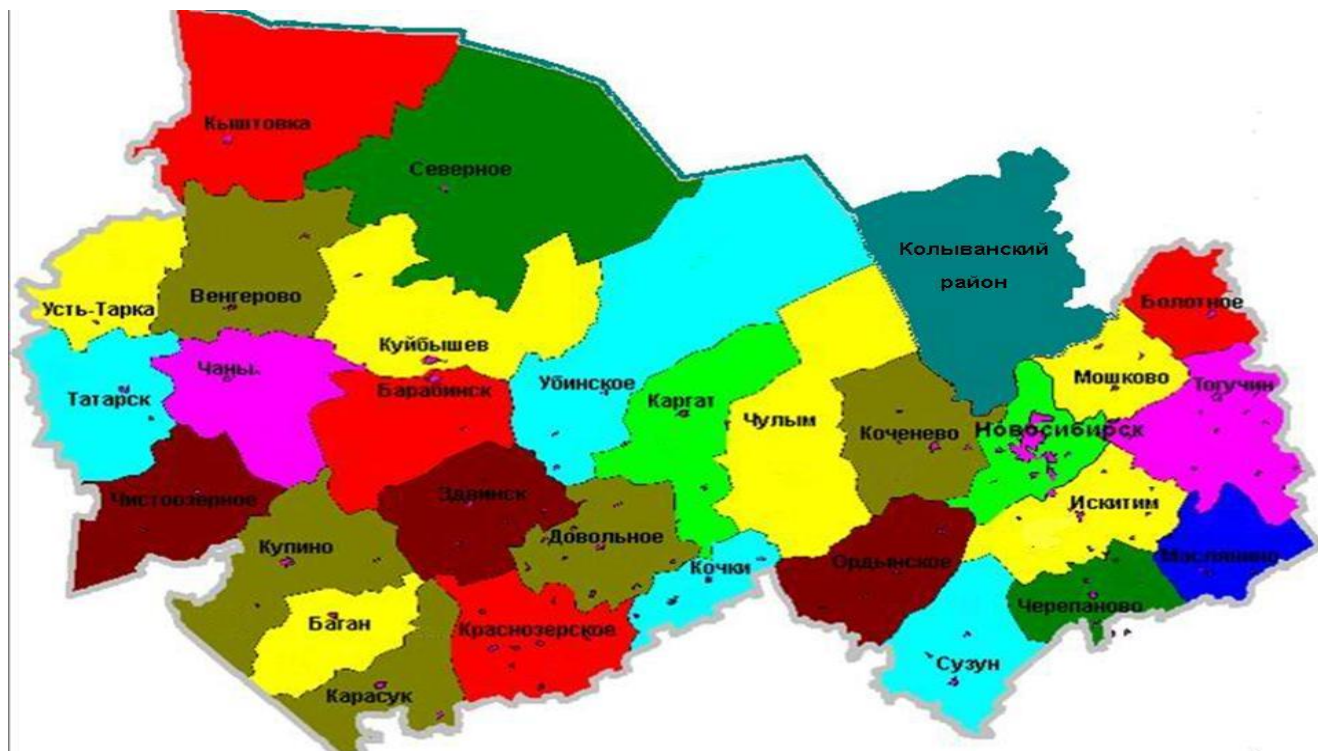 Кыштовка
Северное
Колыванский
район
Усть-Тарка
Венгерово
Болотное
Куйбышев
Чаны
Барабинск
Убинское
Мошково
Тогучин
Татарск
Каргат
Чулым
Коченево
Новосибирск
Чистоозерное
Здвинск
Искитим
Купино
Довольное
Кочки
Ордынское
Маслянино
Баган
Краснозерское
Черепаново
Карасук
Сузун